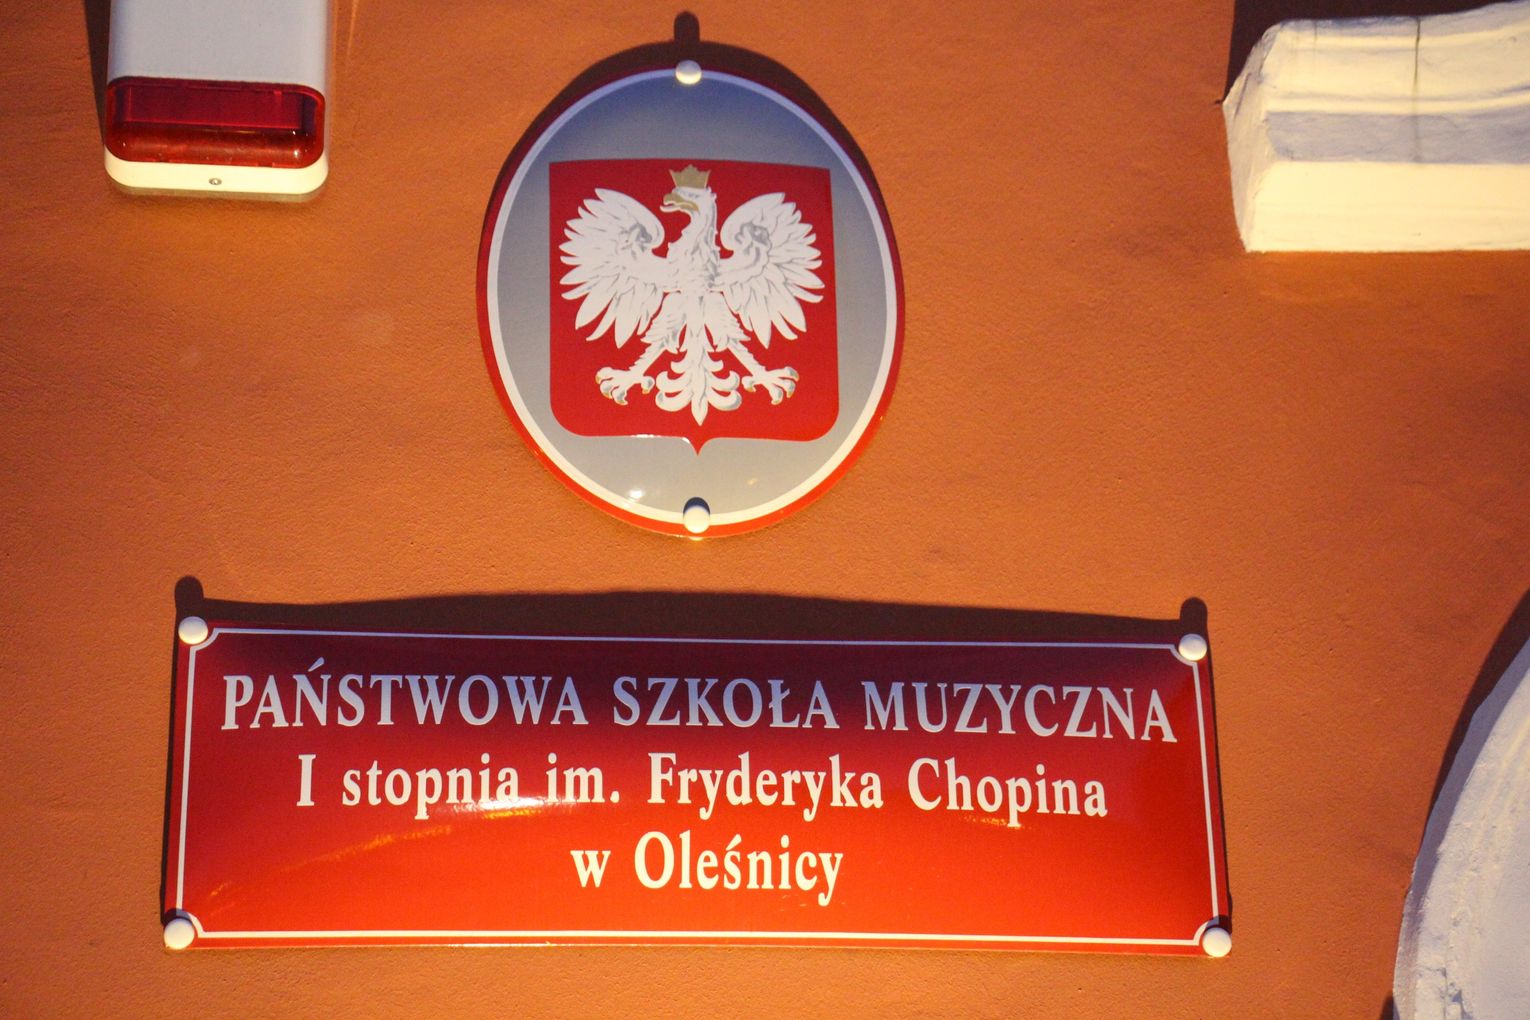 PAŃSTWOWA SZKOŁA MUZYCZNA
I stopnia im. Fryderyka Chopina
w Oleśnicy